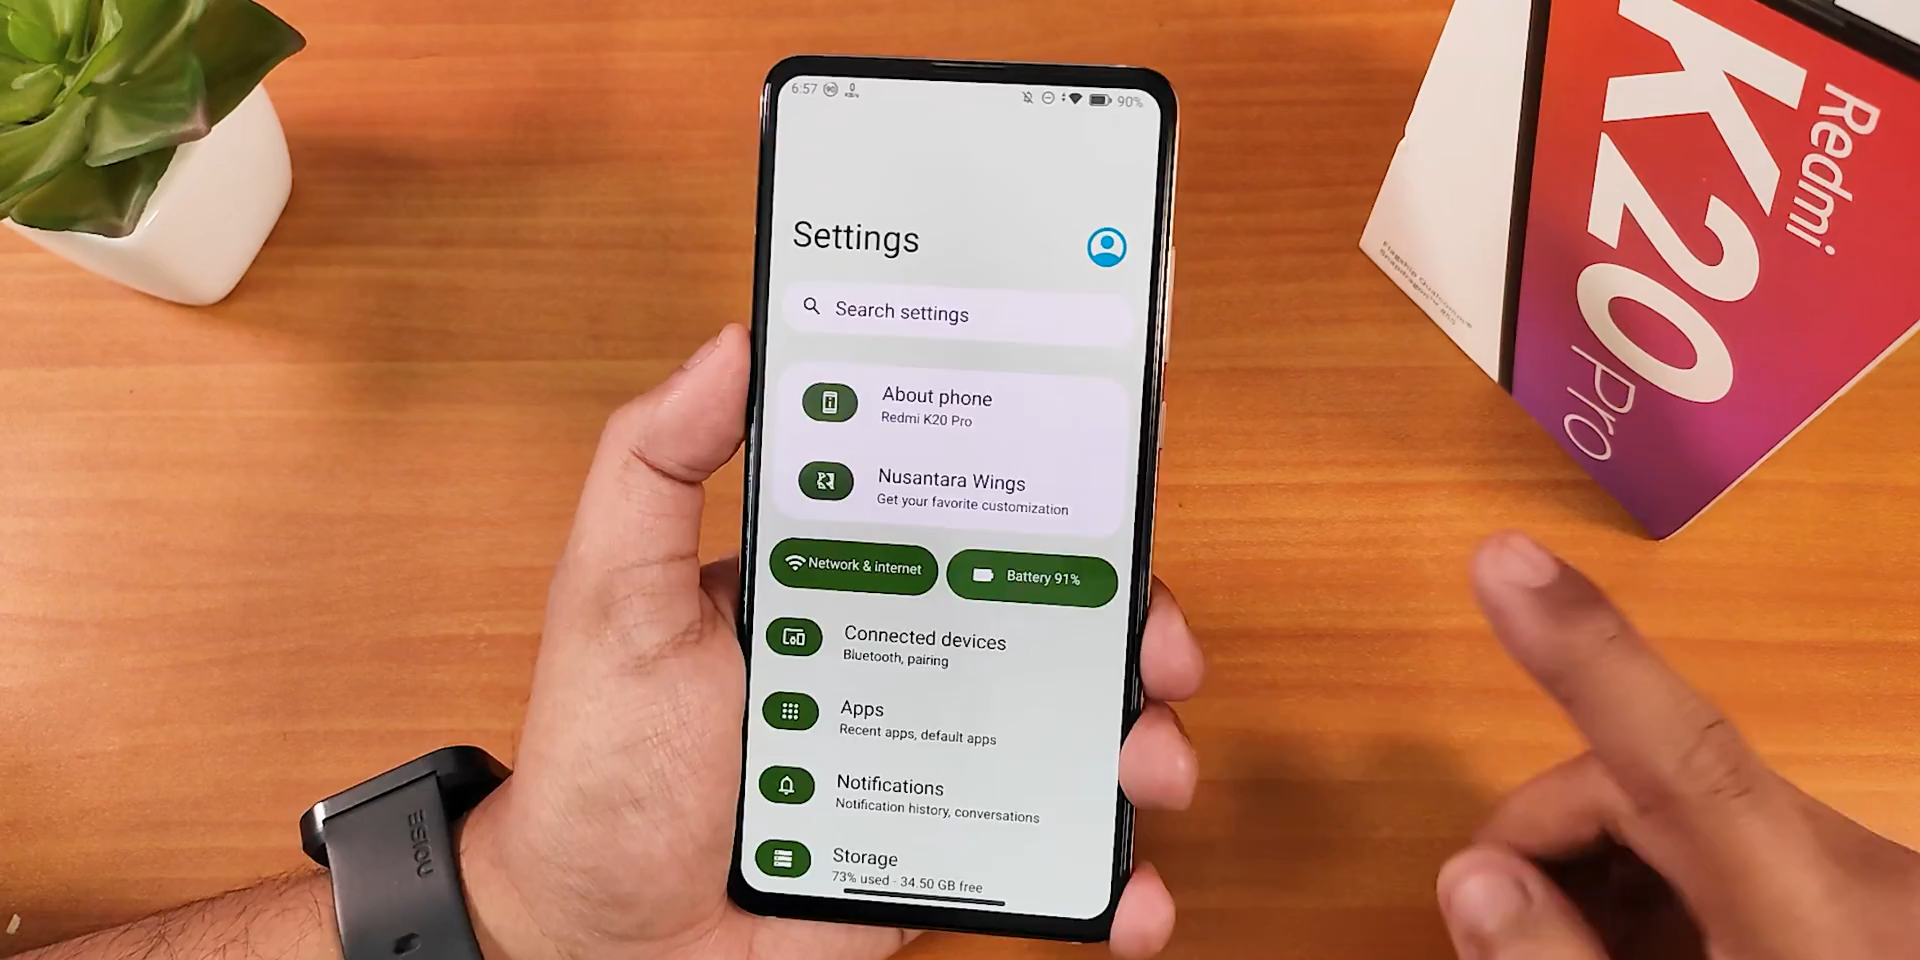 6:57
90%
Settings
Search settings
About phone
Redmi K20 Pro
Nusantara Wings
Get your favorite customization
Network & internet
Battery 91%
Connected devices
Bluetooth, pairing
Apps
Recent apps, default apps
Notifications
Notification history, conversations
Storage
73% used - 34.50 GB free
Redmi
K20
Pro
noise